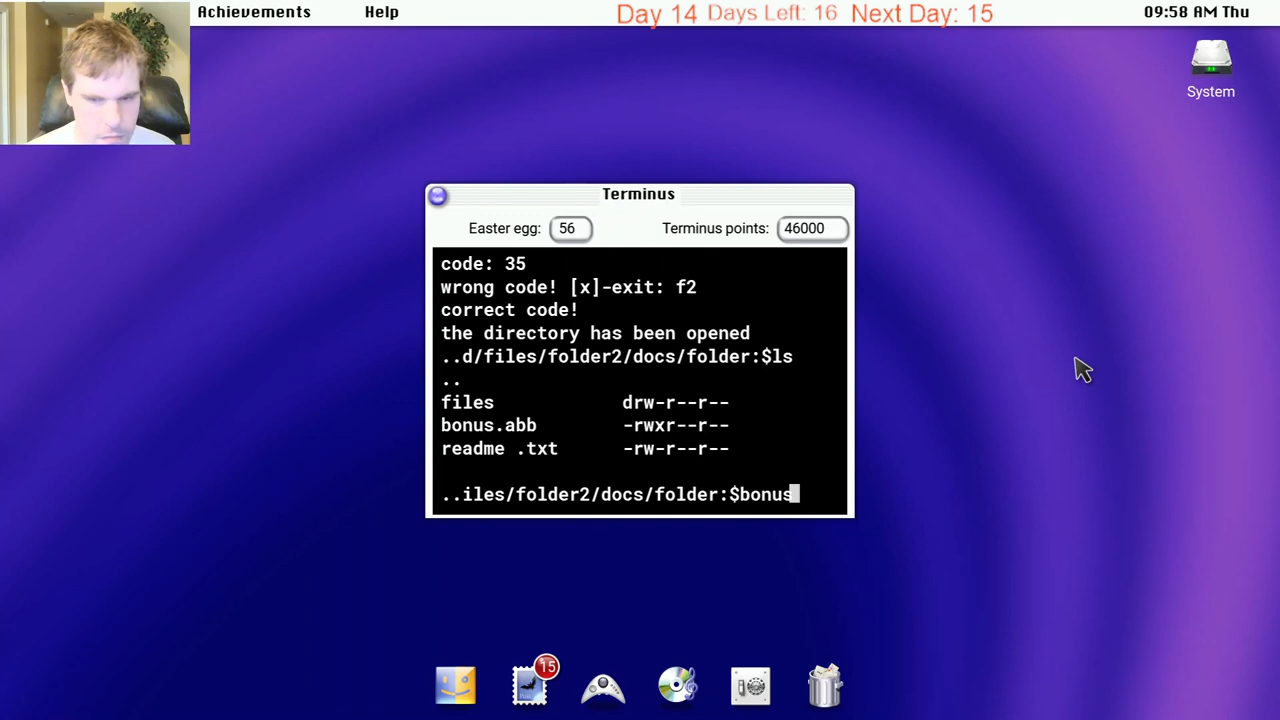 Achievements Help Day 14 Days Left: 16 Next Day: 15 09:58 AM Thu
System
Terminus
Easter egg: 56 Terminus points: 46000
code: 35
wrong code! [x]-exit: f2
correct code!
the directory has been opened
..d/files/folder2/docs/folder:$ls
..
files drw-r--r--
bonus.abb -rwxr--r--
readme .txt -rw-r--r--
..iles/folder2/docs/folder:$bonus
15